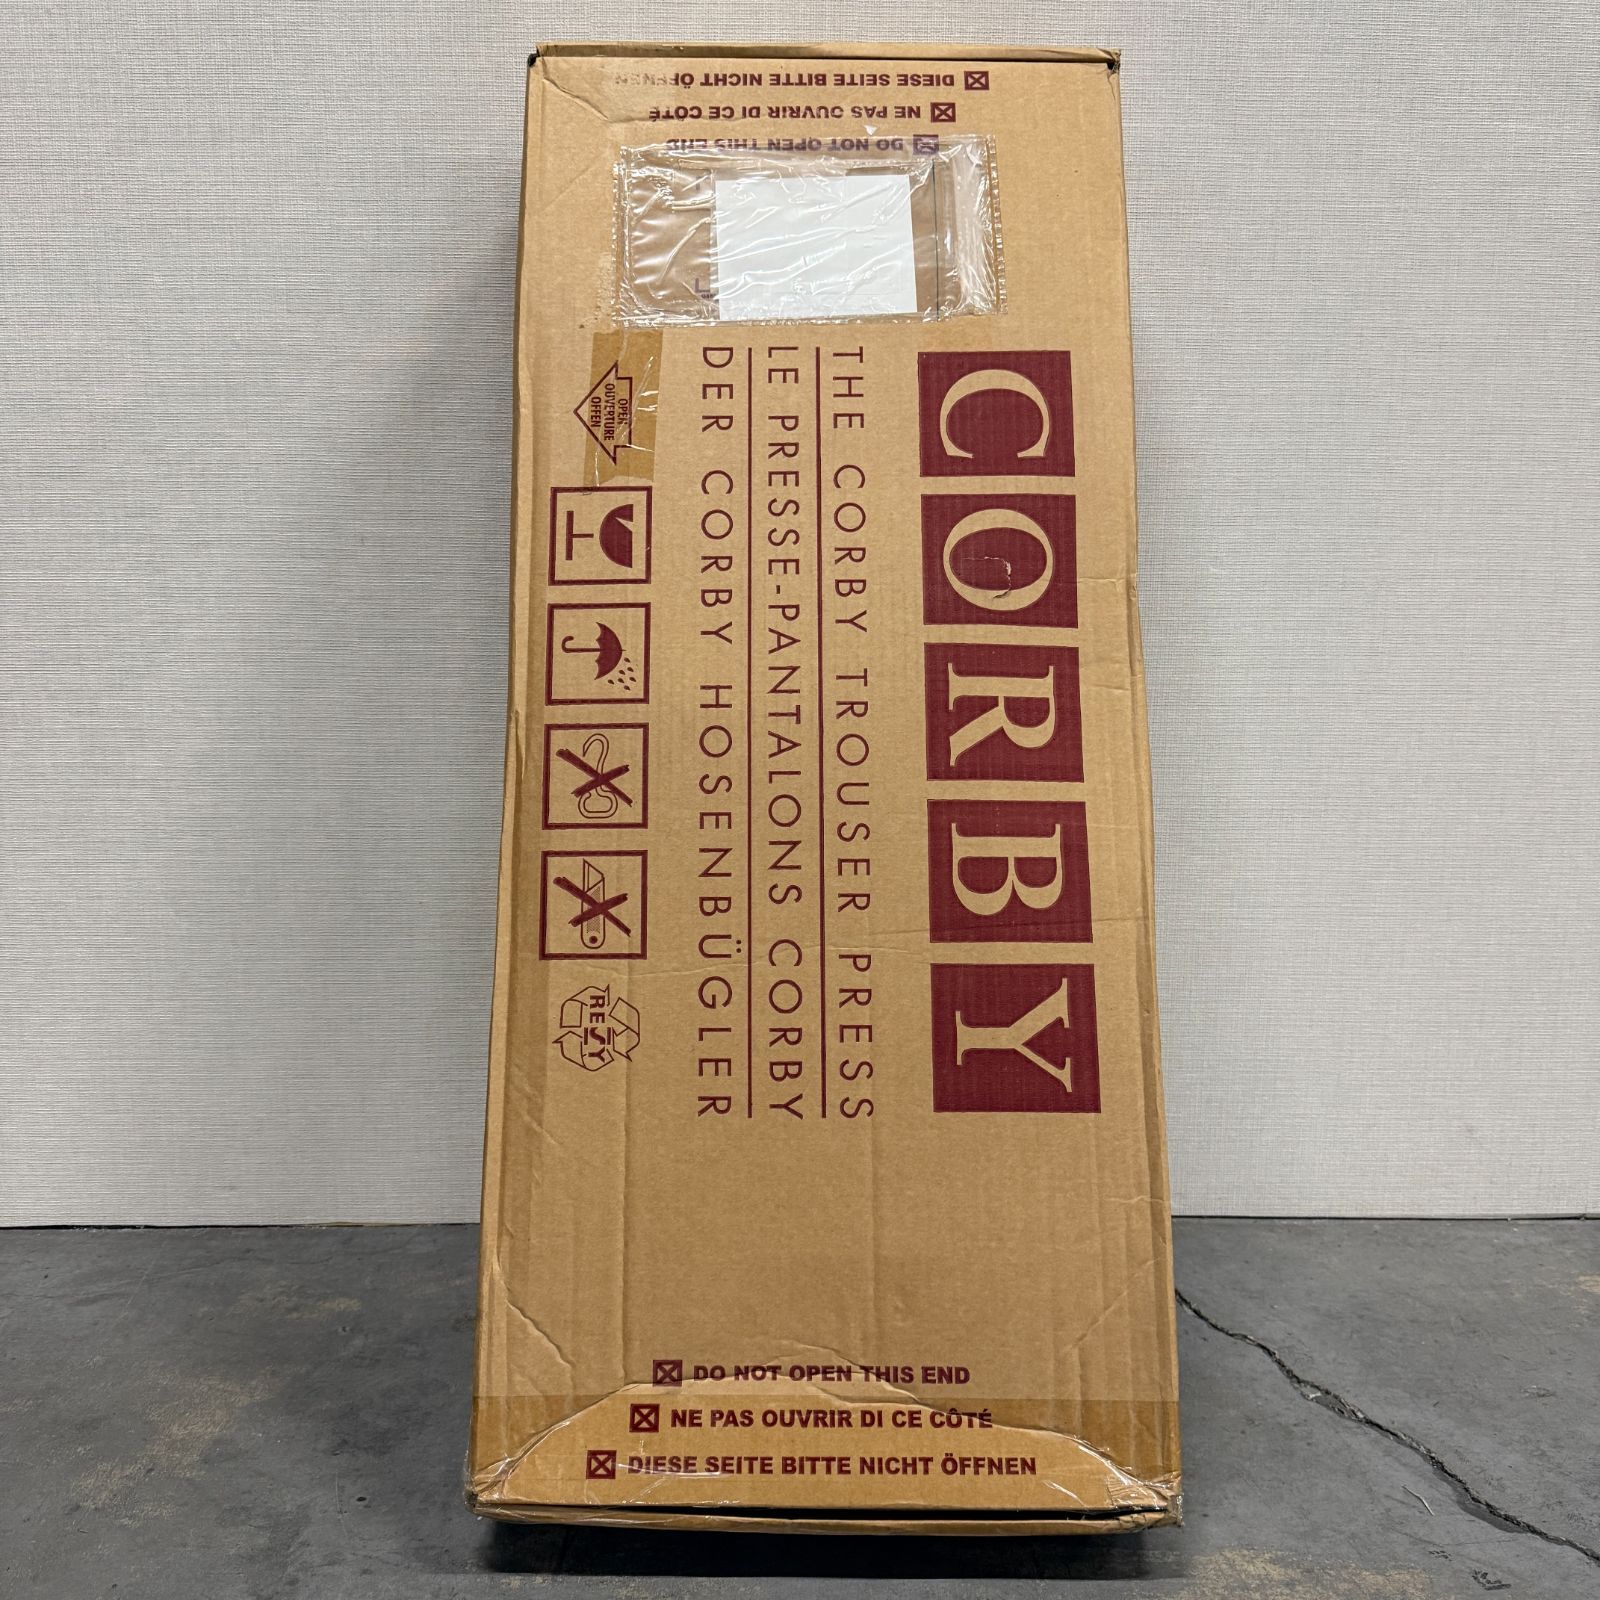 DIESE SEITE BITTE NICHT ÖFFNEN
NE PAS OUVRIR DI CE CÔTÉ
DO NOT OPEN THIS END
CORBY
THE CORBY TROUSER PRESS
LE PRESSE-PANTALONS CORBY
DER CORBY HOSENBÜGLER
OPEN
OUVERTURE
OFFEN
RESY
DO NOT OPEN THIS END
NE PAS OUVRIR DI CE CÔTÉ
DIESE SEITE BITTE NICHT ÖFFNEN